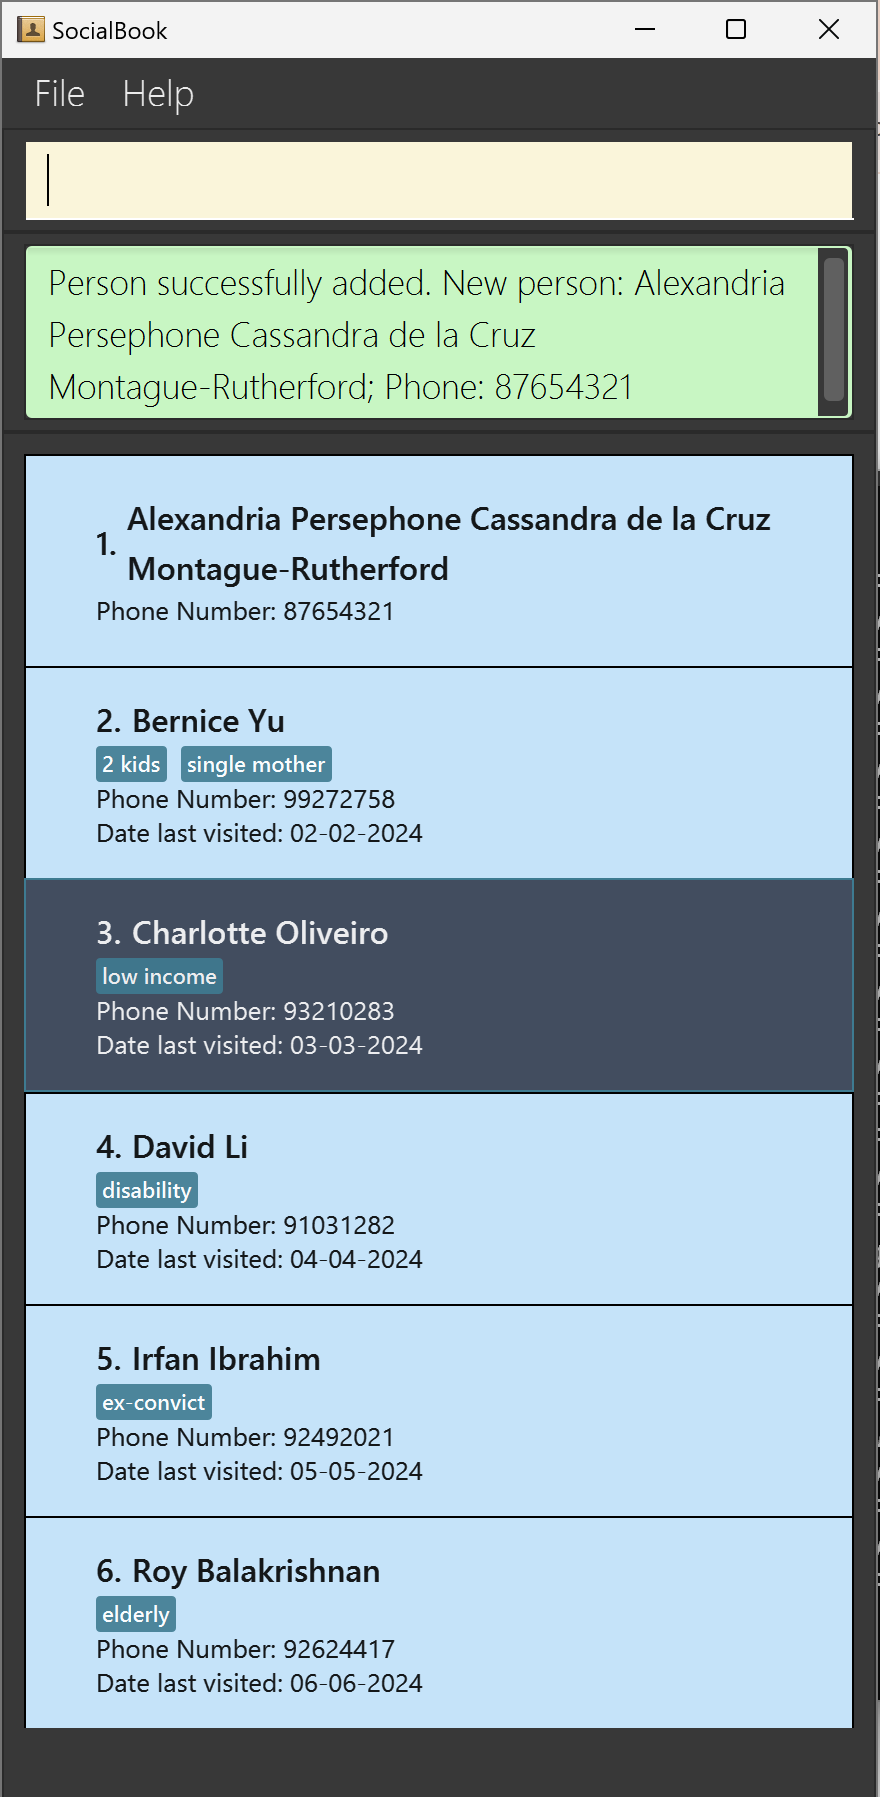 SocialBook
File Help
Person successfully added. New person: Alexandria
Persephone Cassandra de la Cruz
Montague-Rutherford; Phone: 87654321
1. Alexandria Persephone Cassandra de la Cruz
Montague-Rutherford
Phone Number: 87654321
2. Bernice Yu
2 kids single mother
Phone Number: 99272758
Date last visited: 02-02-2024
3. Charlotte Oliveiro
low income
Phone Number: 93210283
Date last visited: 03-03-2024
4. David Li
disability
Phone Number: 91031282
Date last visited: 04-04-2024
5. Irfan Ibrahim
ex-convict
Phone Number: 92492021
Date last visited: 05-05-2024
6. Roy Balakrishnan
elderly
Phone Number: 92624417
Date last visited: 06-06-2024